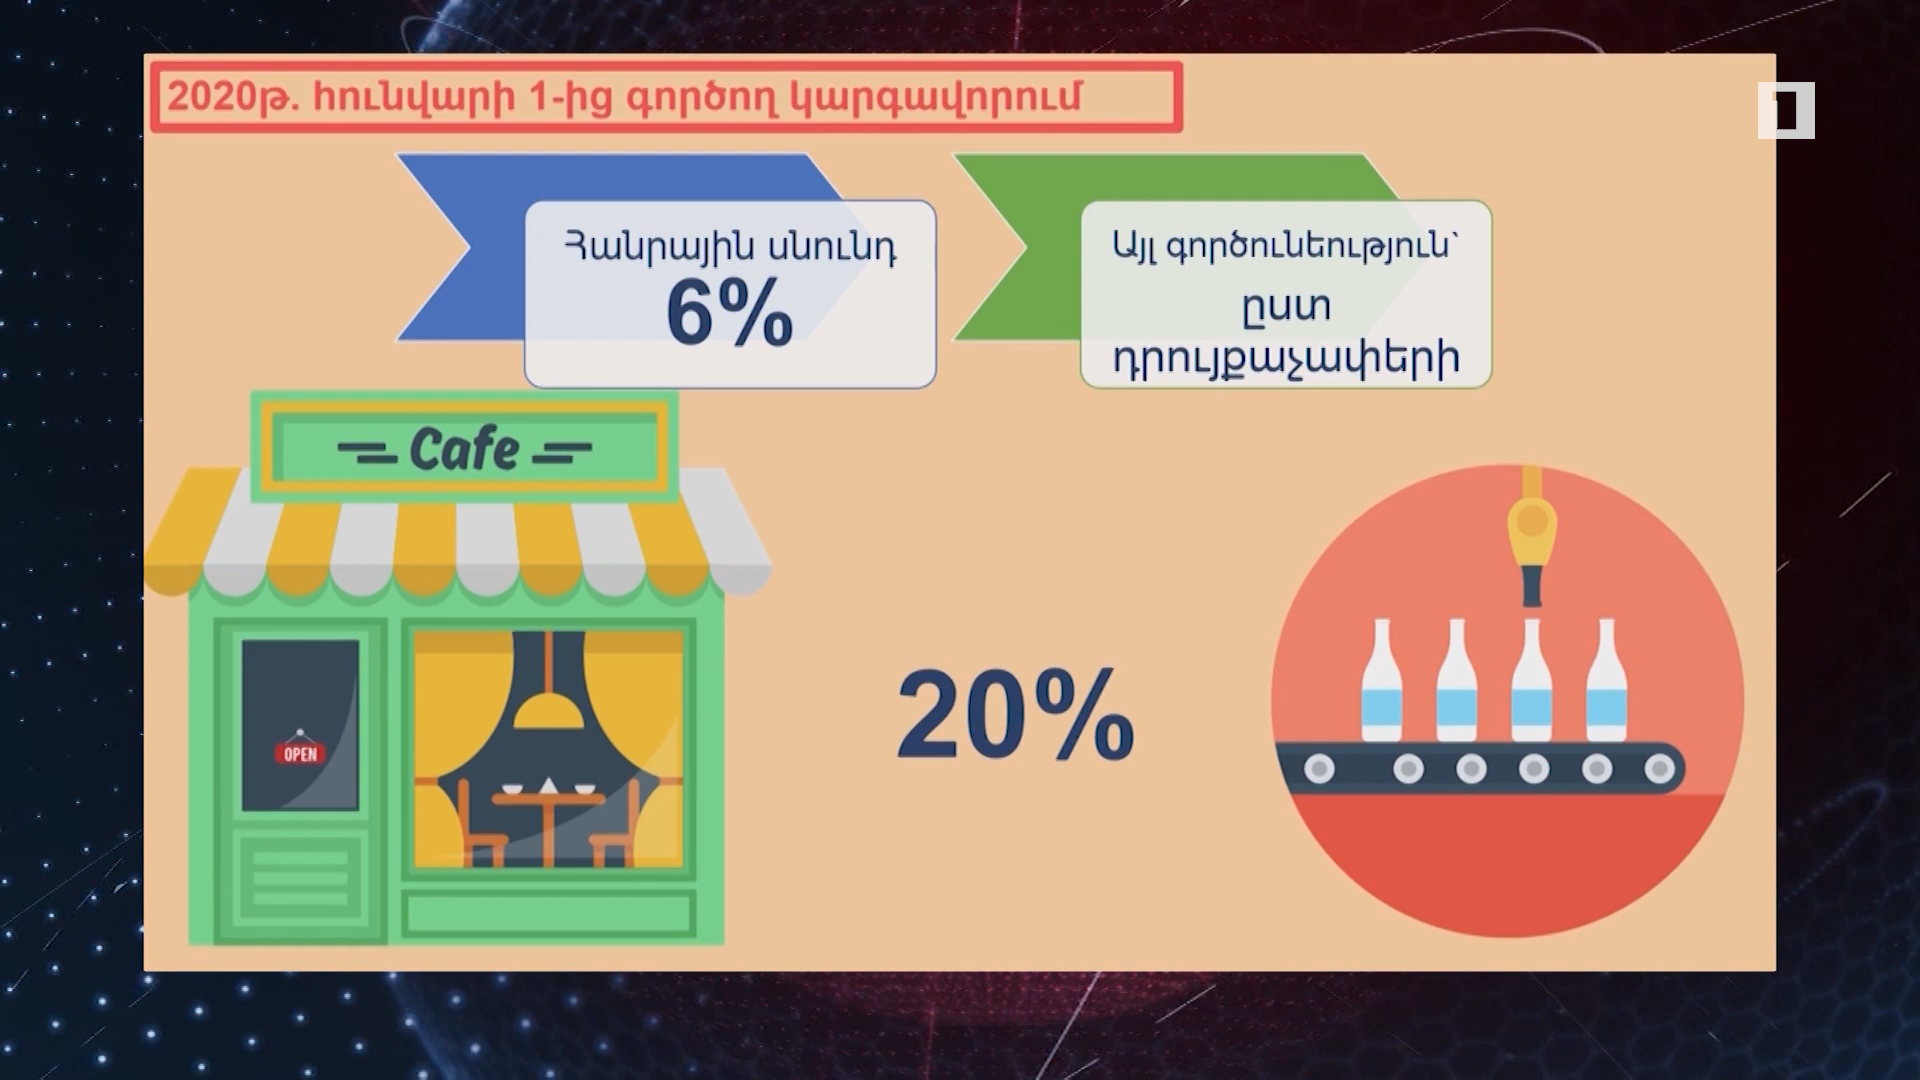 2020թ. հունվարի 1-ից գործող կարգավորում
Հանրային սնունդ
6%
Այլ գործունեություն՝
ըստ
դրույքաչափերի
Cafe
OPEN
20%